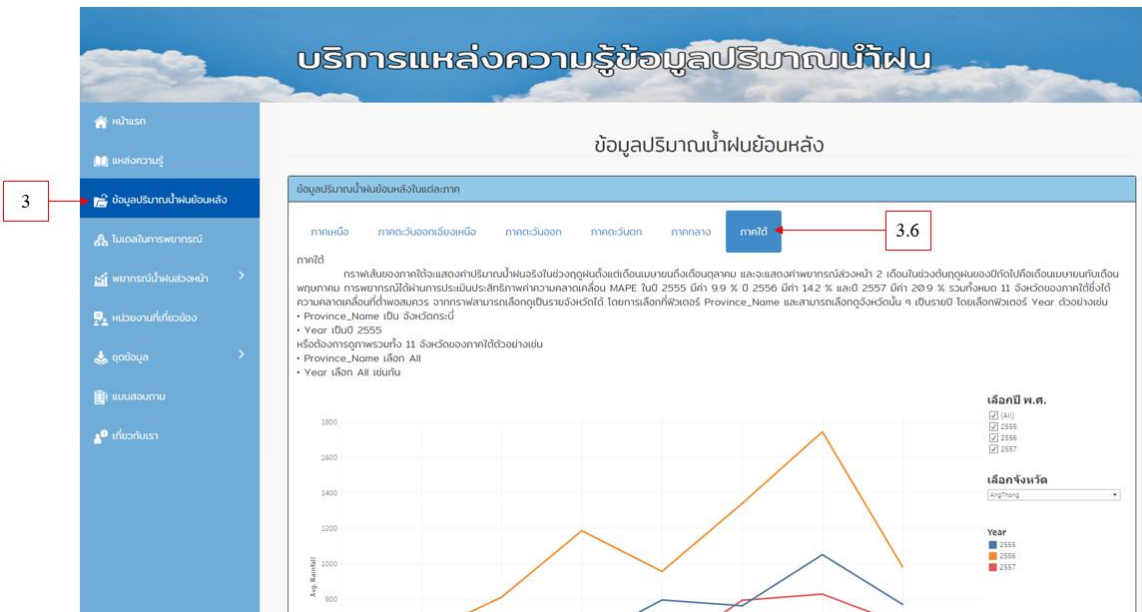 บริการแหล่งความรู้ข้อมูลปริมาณน้ำฝน
หน้าแรก
แหล่งความรู้
3
ข้อมูลปริมาณน้ำฝนย้อนหลัง
โมเดลในการพยากรณ์
พยากรณ์น้ำฝนล่วงหน้า
หน่วยงานที่เกี่ยวข้อง
ชุดข้อมูล
แบบสอบถาม
เกี่ยวกับเรา
ข้อมูลปริมาณน้ำฝนย้อนหลัง
ข้อมูลปริมาณน้ำฝนย้อนหลังในแต่ละภาค
ภาคเหนือ ภาคตะวันออกเฉียงเหนือ ภาคตะวันออก ภาคตะวันตก ภาคกลาง ภาคใต้
3.6
ภาคใต้
กราฟเส้นของภาคใต้จะแสดงค่าปริมาณน้ำฝนจริงในช่วงฤดูฝนตั้งแต่เดือนเมษายนถึงเดือนตุลาคม และจะแสดงค่าพยากรณ์ล่วงหน้า 2 เดือนในช่วงต้นฤดูฝนของปีถัดไปคือเดือนเมษายนกับเดือน
พฤษภาคม การพยากรณ์ได้ผ่านการประเมินประสิทธิภาพค่าความคลาดเคลื่อน MAPE ในปี 2555 มีค่า 9.9 % ปี 2556 มีค่า 14.2 % และปี 2557 มีค่า 20.9 % รวมทั้งหมด 11 จังหวัดของภาคใต้ซึ่งได้
ความคลาดเคลื่อนที่ต่ำพอสมควร จากกราฟสามารถเลือกดูเป็นรายจังหวัดได้ โดยการเลือกที่ฟิวเตอร์ Province_Name และสามารถเลือกดูจังหวัดนั้น ๆ เป็นรายปี โดยเลือกฟิวเตอร์ Year ตัวอย่างเช่น
• Province_Name เป็น จังหวัดกระบี่
• Year เป็นปี 2555
หรือต้องการดูภาพรวมทั้ง 11 จังหวัดของภาคใต้ตัวอย่างเช่น
• Province_Name เลือก All
• Year เลือก All เช่นกัน
เลือกปี พ.ศ.
(All)
2555
2556
2557
เลือกจังหวัด
AngThong
Year
2555
2556
2557
1800
1600
1400
1200
1000
800
Avg. Rainfall